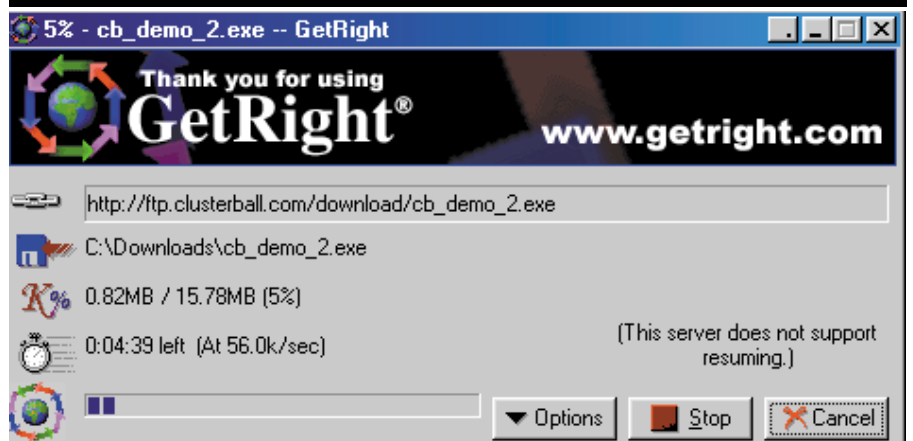 5% - cb_demo_2.exe -- GetRight
Thank you for using
GetRight®
www.getright.com
http://ftp.clusterball.com/download/cb_demo_2.exe
C:\Downloads\cb_demo_2.exe
K%
0.82MB / 15.78MB (5%)
0:04:39 left (At 56.0k/sec)
(This server does not support
resuming.)
Options
Stop
Cancel